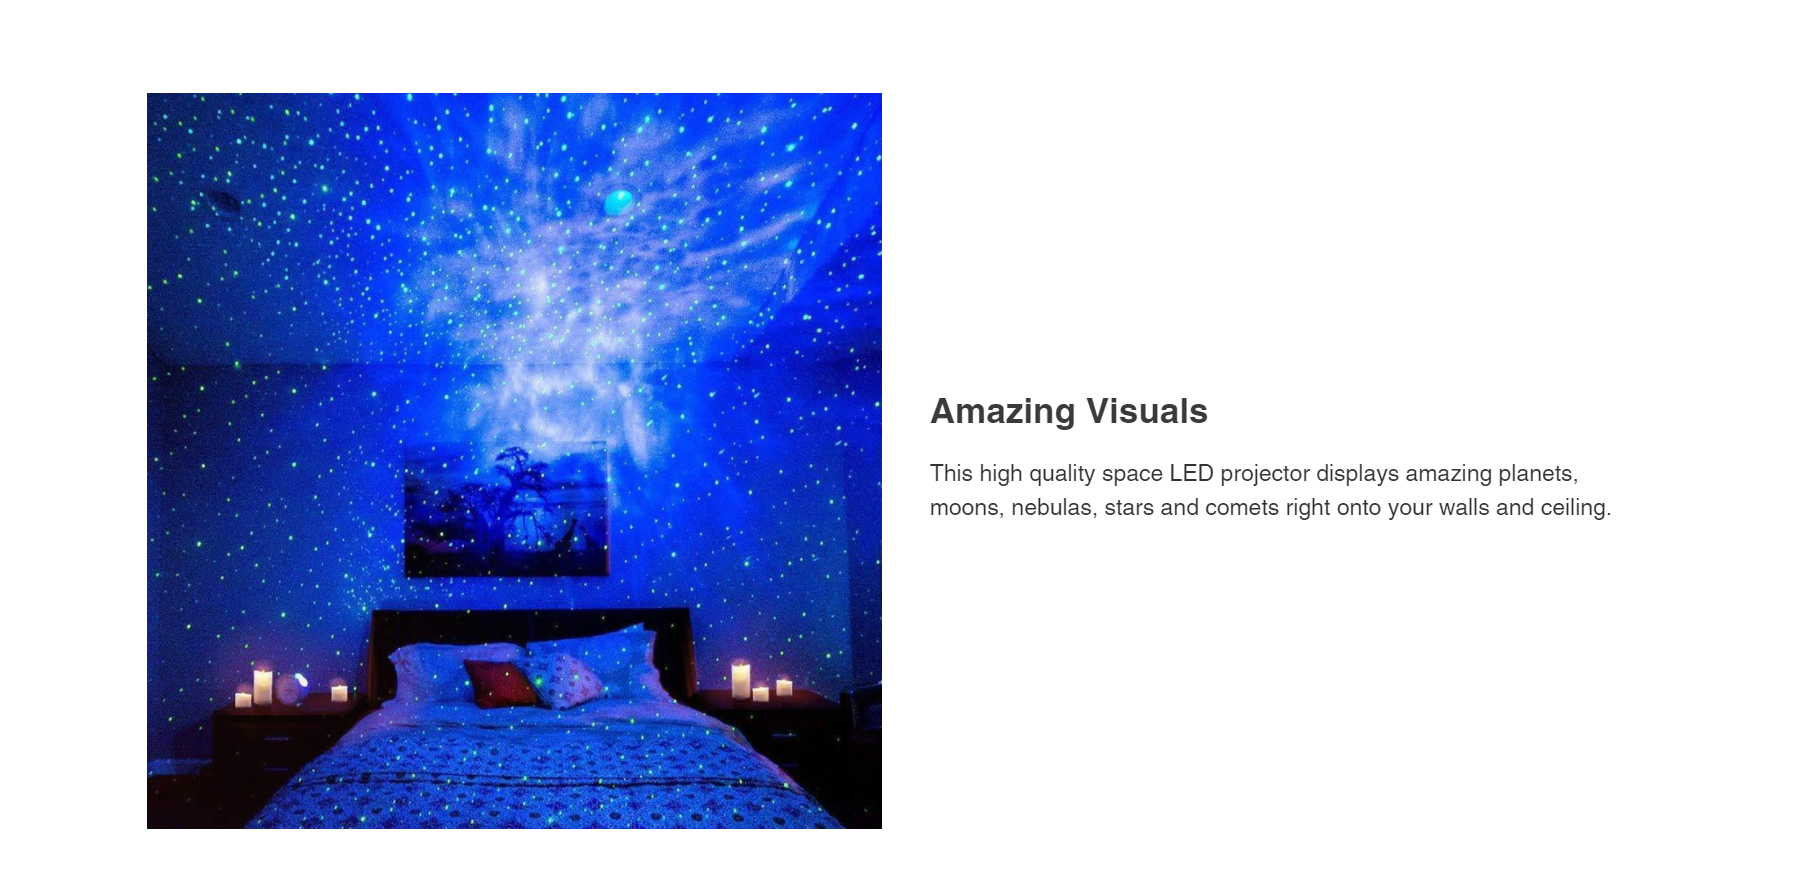 Amazing Visuals
This high quality space LED projector displays amazing planets,
moons, nebulas, stars and comets right onto your walls and ceiling.